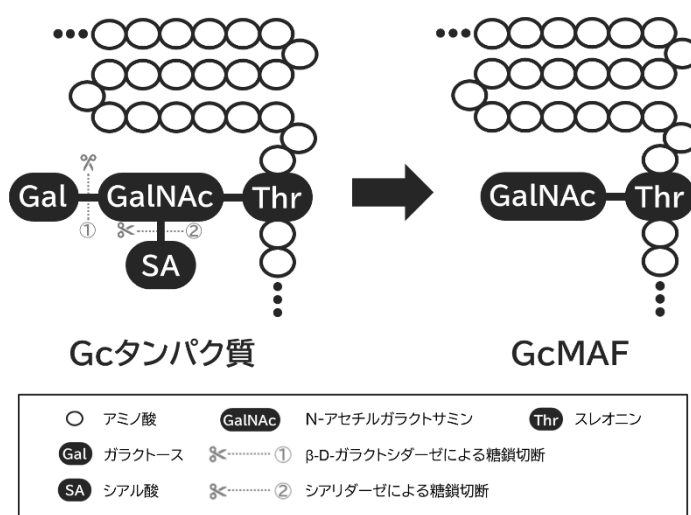 Gal GalNAc Thr GalNAc Thr
① ②
SA
Gcタンパク質 GcMAF
アミノ酸 GalNAc N-アセチルガラクトサミン Thr スレオニン
Gal ガラクトース ① β-D-ガラクトシダーゼによる糖鎖切断
SA シアル酸 ② シアリダーゼによる糖鎖切断